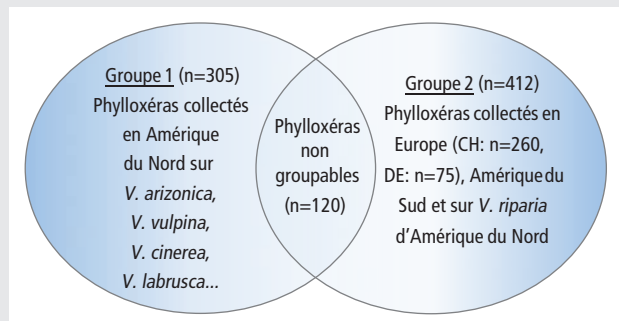 Groupe 1 (n=305)
Phylloxéras collectés
en Amérique
du Nord sur
V. arizonica,
V. vulpina,
V. cinerea,
V. labrusca...
Phylloxéras
non
groupables
(n=120)
Groupe 2 (n=412)
Phylloxéras collectés en
Europe (CH: n=260,
DE: n=75), Amérique du
Sud et sur V. riparia
d’Amérique du Nord